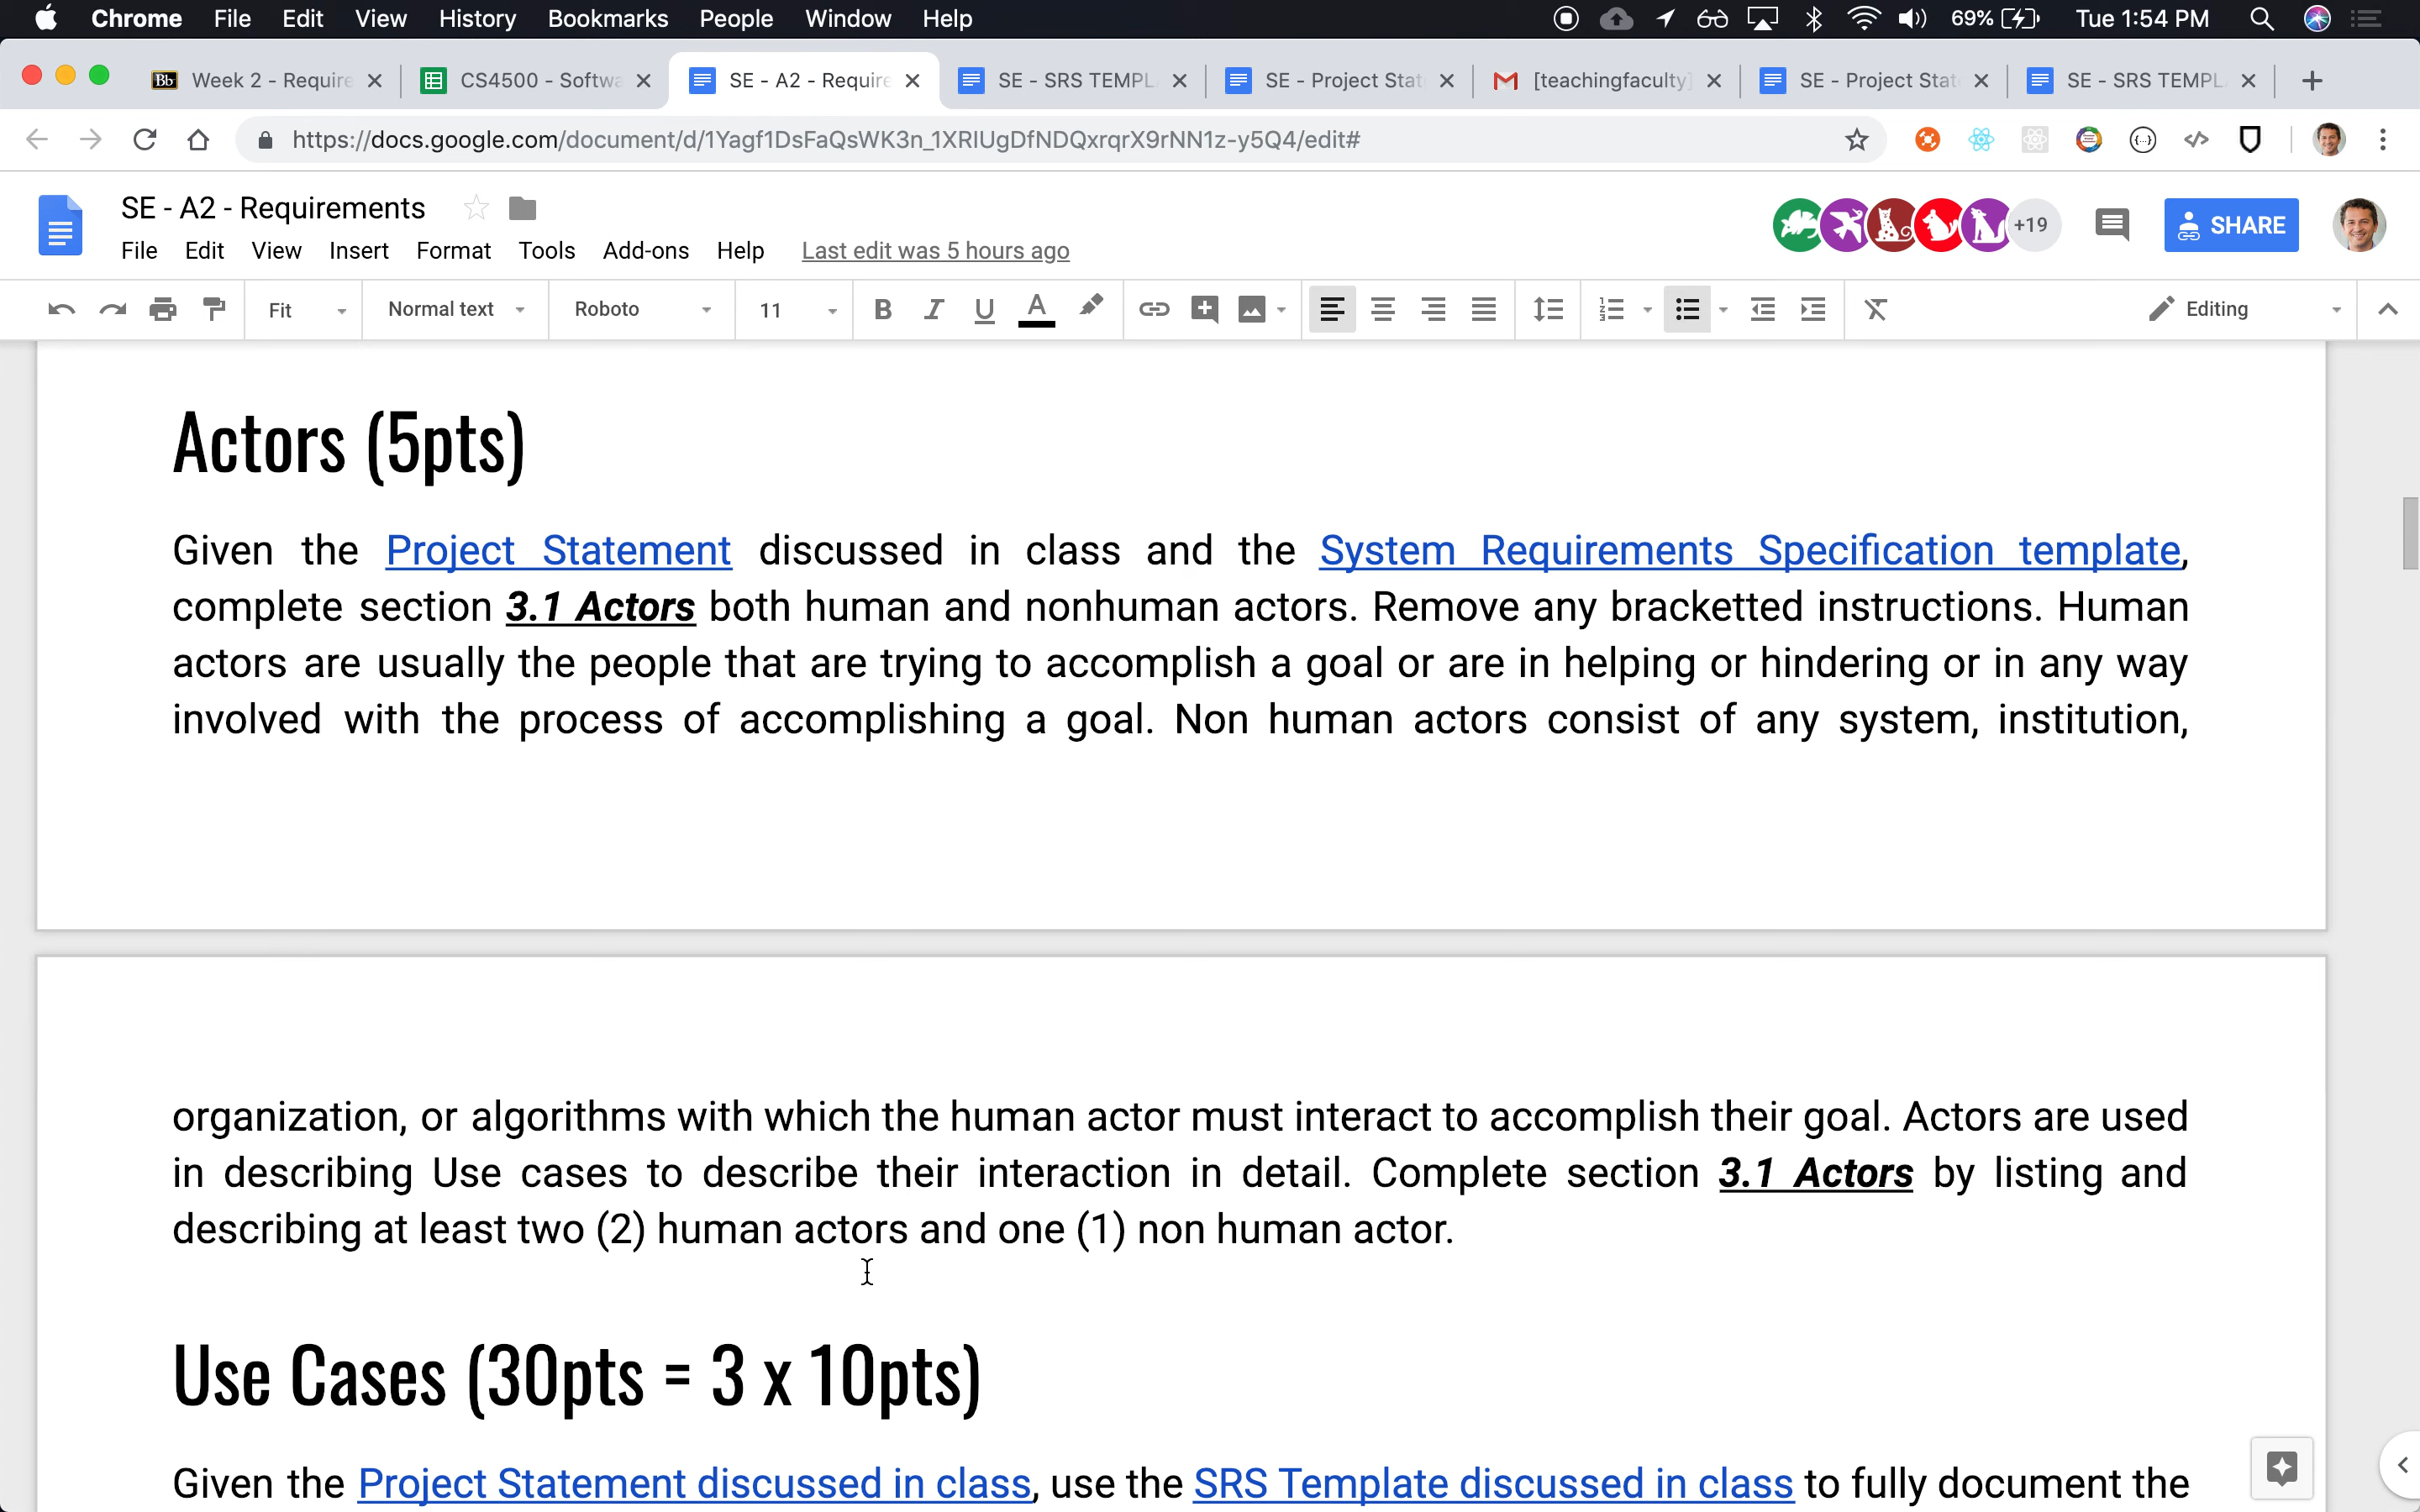 Chrome File Edit View History Bookmarks People Window Help 69% Tue 1:54 PM
Bb Week 2 - Require CS4500 - Softwa SE - A2 - Require SE - SRS TEMPL SE - Project Stat [teachingfaculty] SE - Project Stat SE - SRS TEMPL
https://docs.google.com/document/d/1Yagf1DsFaQsWK3n_1XRIUgDfNDQxrqrX9rNN1z-y5Q4/edit#
SE - A2 - Requirements
+19 SHARE
File Edit View Insert Format Tools Add-ons Help Last edit was 5 hours ago
Fit Normal text Roboto 11 B I U A Editing
Actors (5pts)
Given the Project Statement discussed in class and the System Requirements Specification template,
complete section 3.1 Actors both human and nonhuman actors. Remove any bracketted instructions. Human
actors are usually the people that are trying to accomplish a goal or are in helping or hindering or in any way
involved with the process of accomplishing a goal. Non human actors consist of any system, institution,
organization, or algorithms with which the human actor must interact to accomplish their goal. Actors are used
in describing Use cases to describe their interaction in detail. Complete section 3.1 Actors by listing and
describing at least two (2) human actors and one (1) non human actor.
Use Cases (30pts = 3 x 10pts)
Given the Project Statement discussed in class, use the SRS Template discussed in class to fully document the